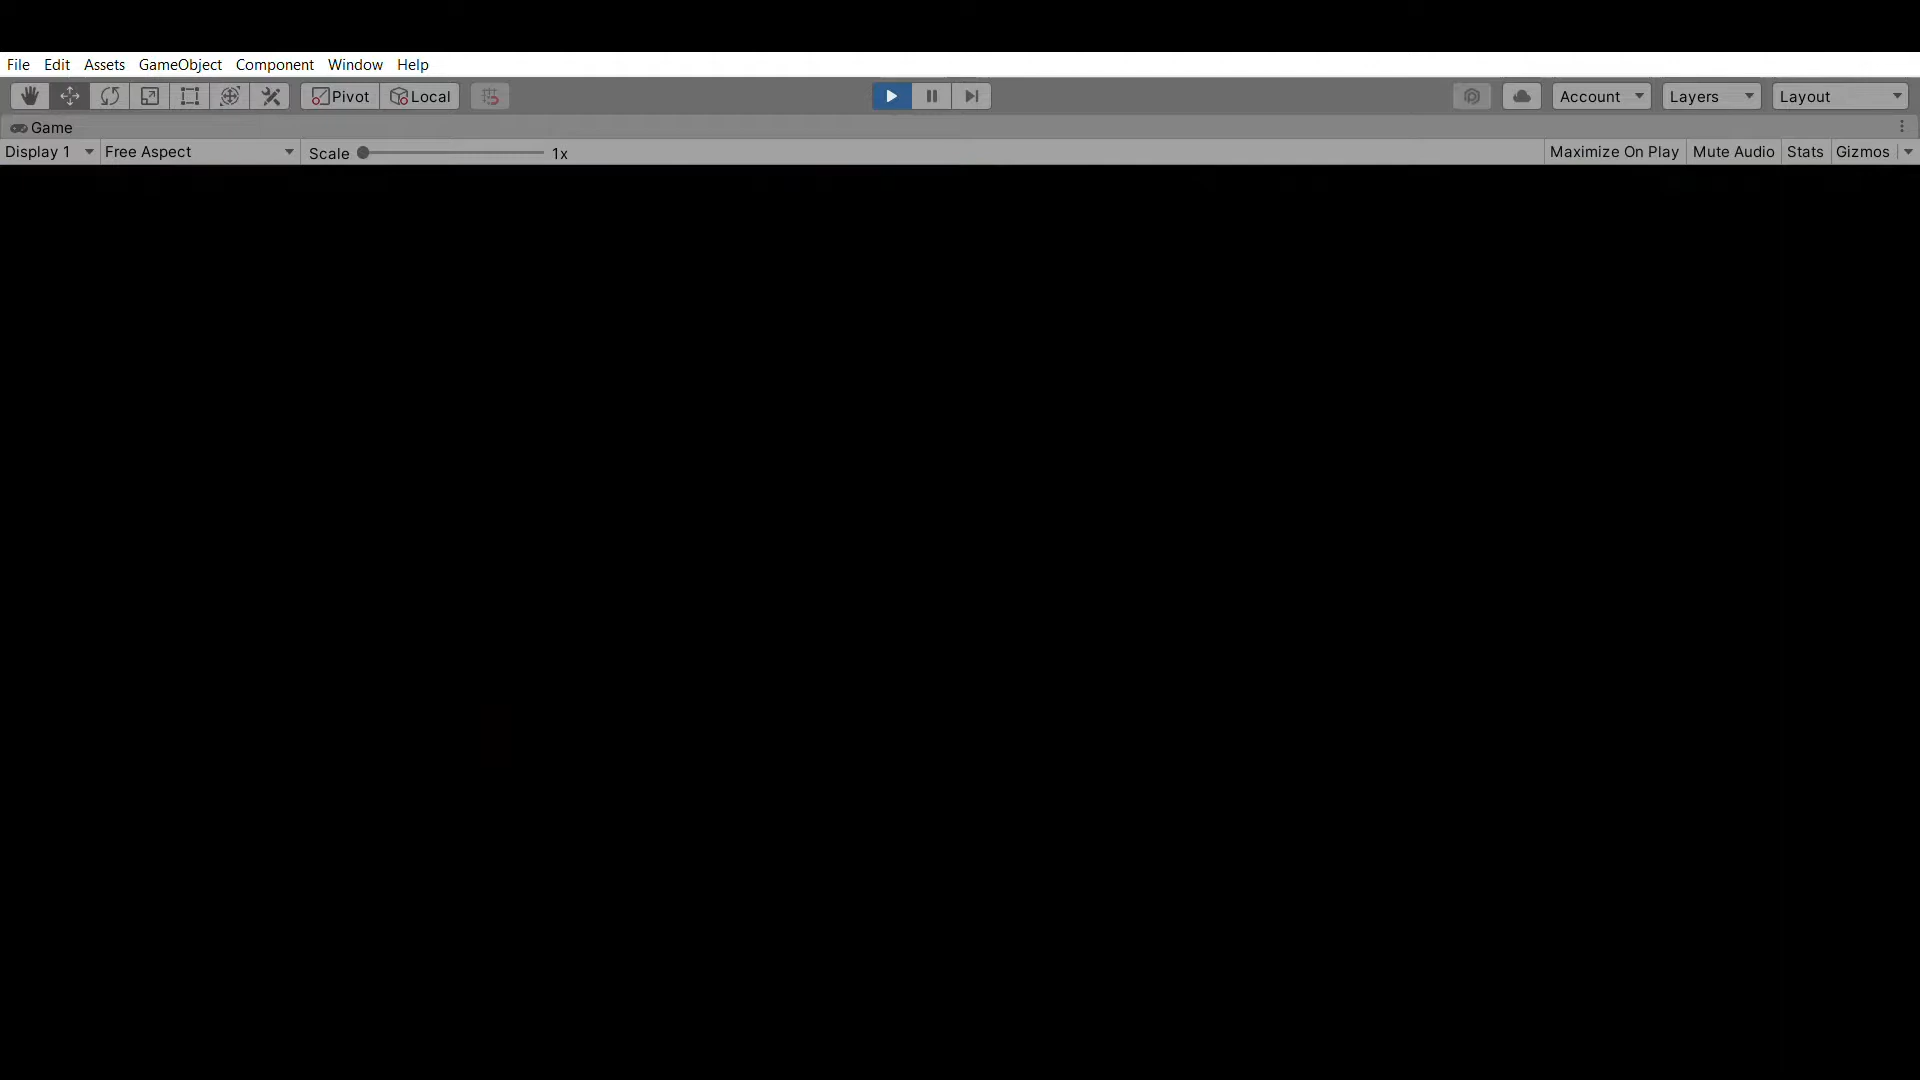 File Edit Assets GameObject Component Window Help
Pivot Local Account Layers Layout
Game
Display 1 Free Aspect Scale 1x Maximize On Play Mute Audio Stats Gizmos